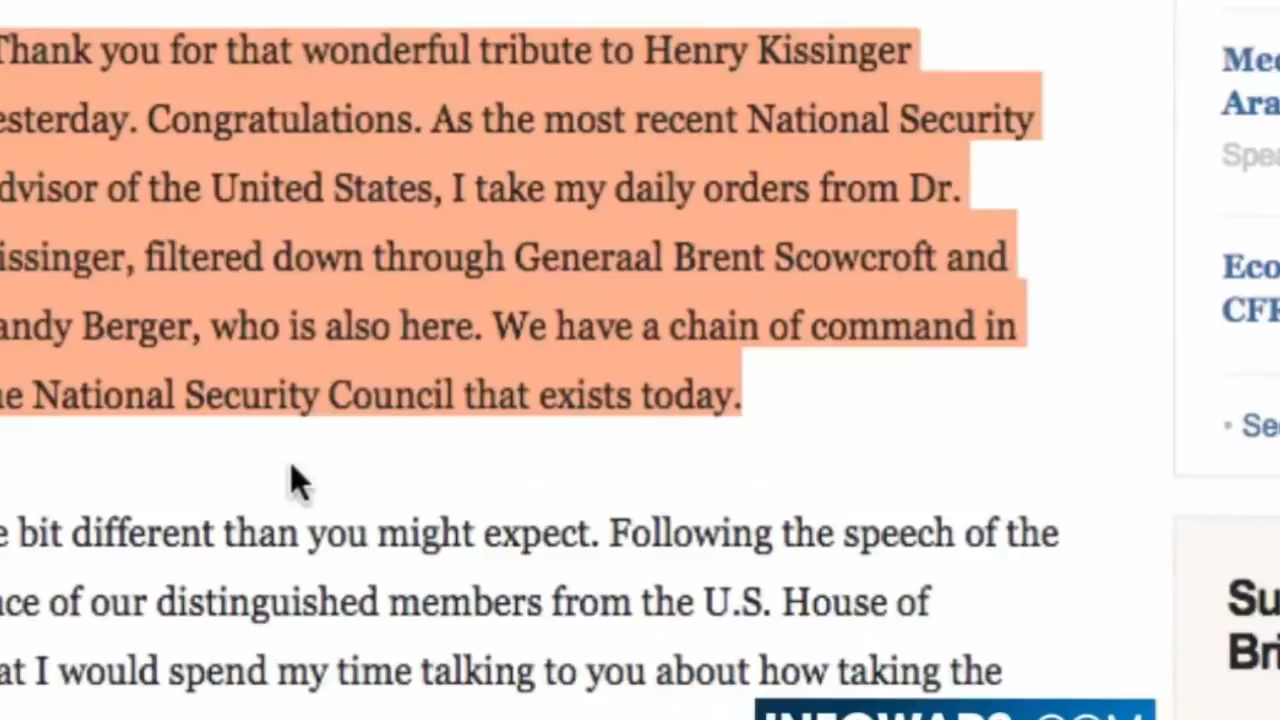 Thank you for that wonderful tribute to Henry Kissinger
esterday. Congratulations. As the most recent National Security
dvisor of the United States, I take my daily orders from Dr.
issinger, filtered down through Generaal Brent Scowcroft and
andy Berger, who is also here. We have a chain of command in
e National Security Council that exists today.
e bit different than you might expect. Following the speech of the
ce of our distinguished members from the U.S. House of
at I would spend my time talking to you about how taking the
Med
Ara
Spea
Eco
CFR
• See
Su
Bri
INFOWARS.COM